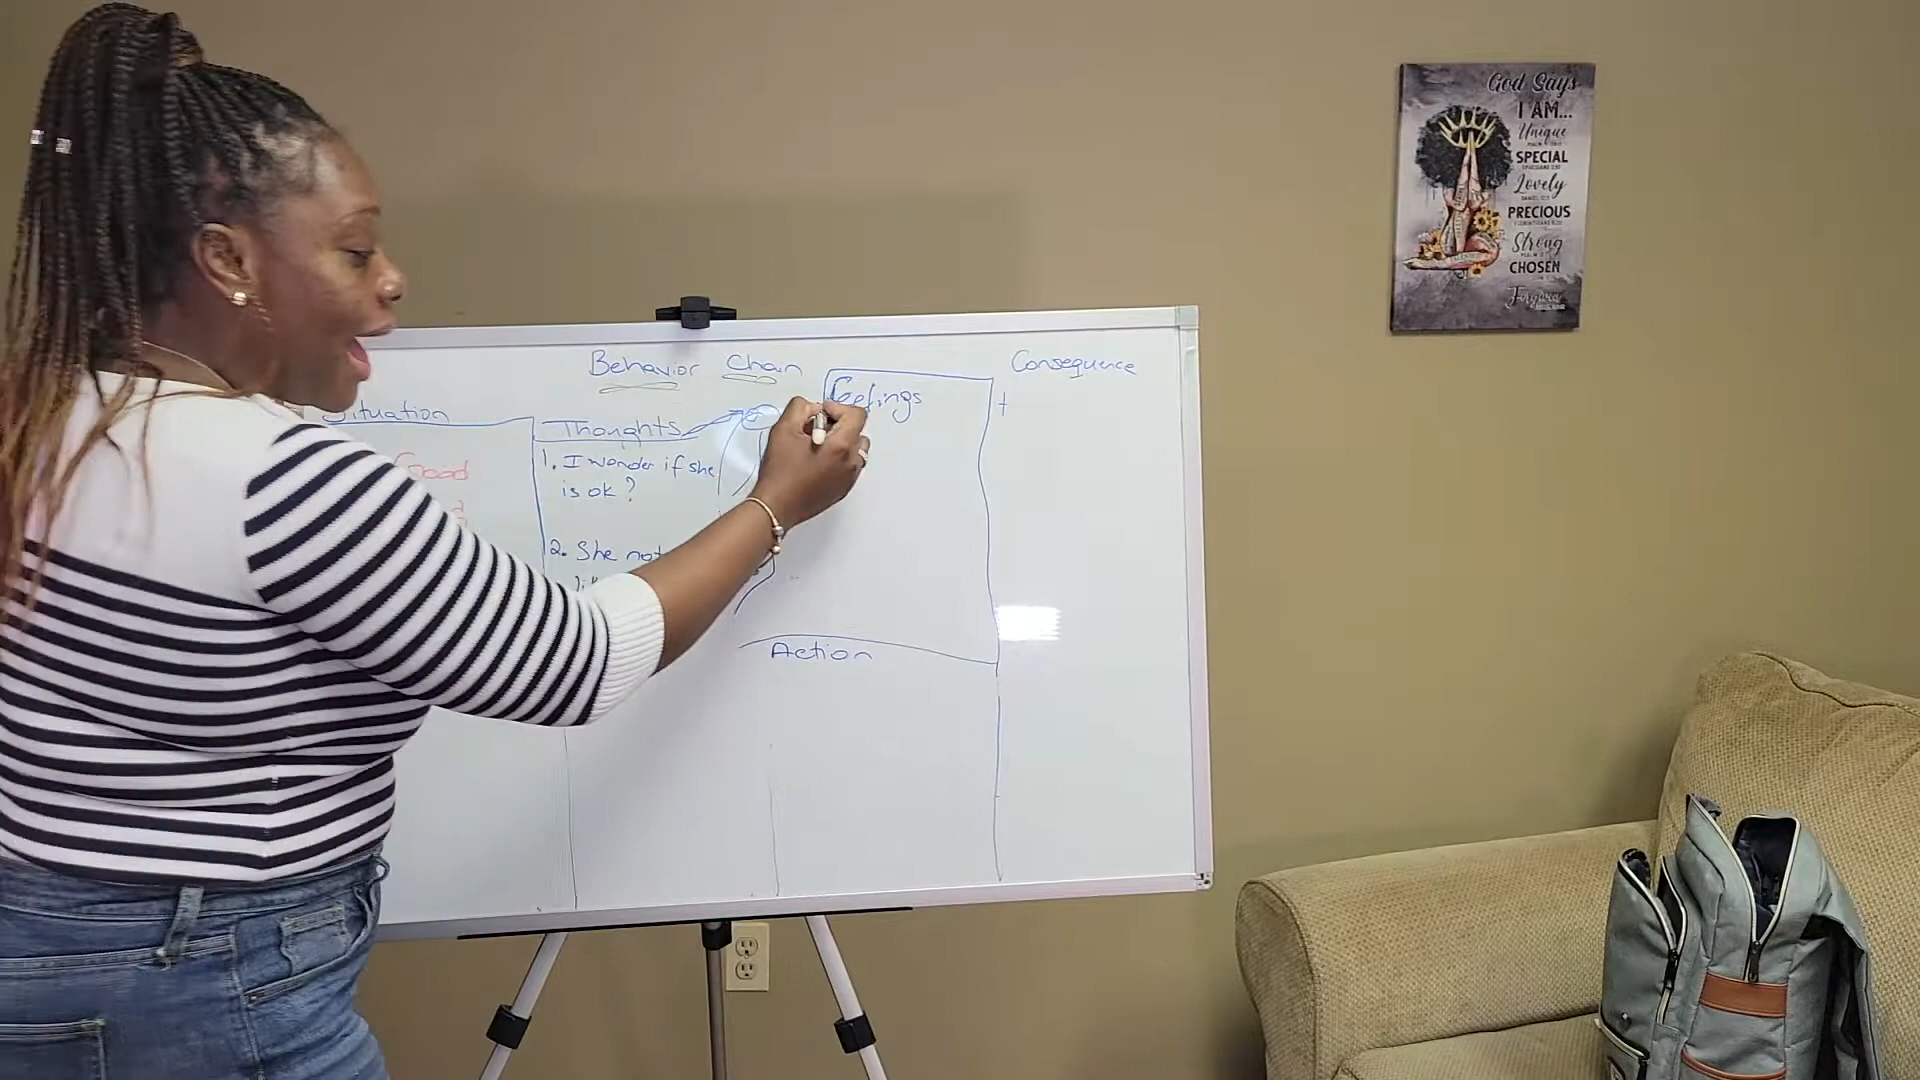 Behavior Chain
Consequence
Situation
Thoughts
Feelings
+
Good
1. I wonder if she
is ok?
2. She not
Action
God Says
I AM...
Unique
SPECIAL
Lovely
PRECIOUS
Strong
CHOSEN
Forgiven